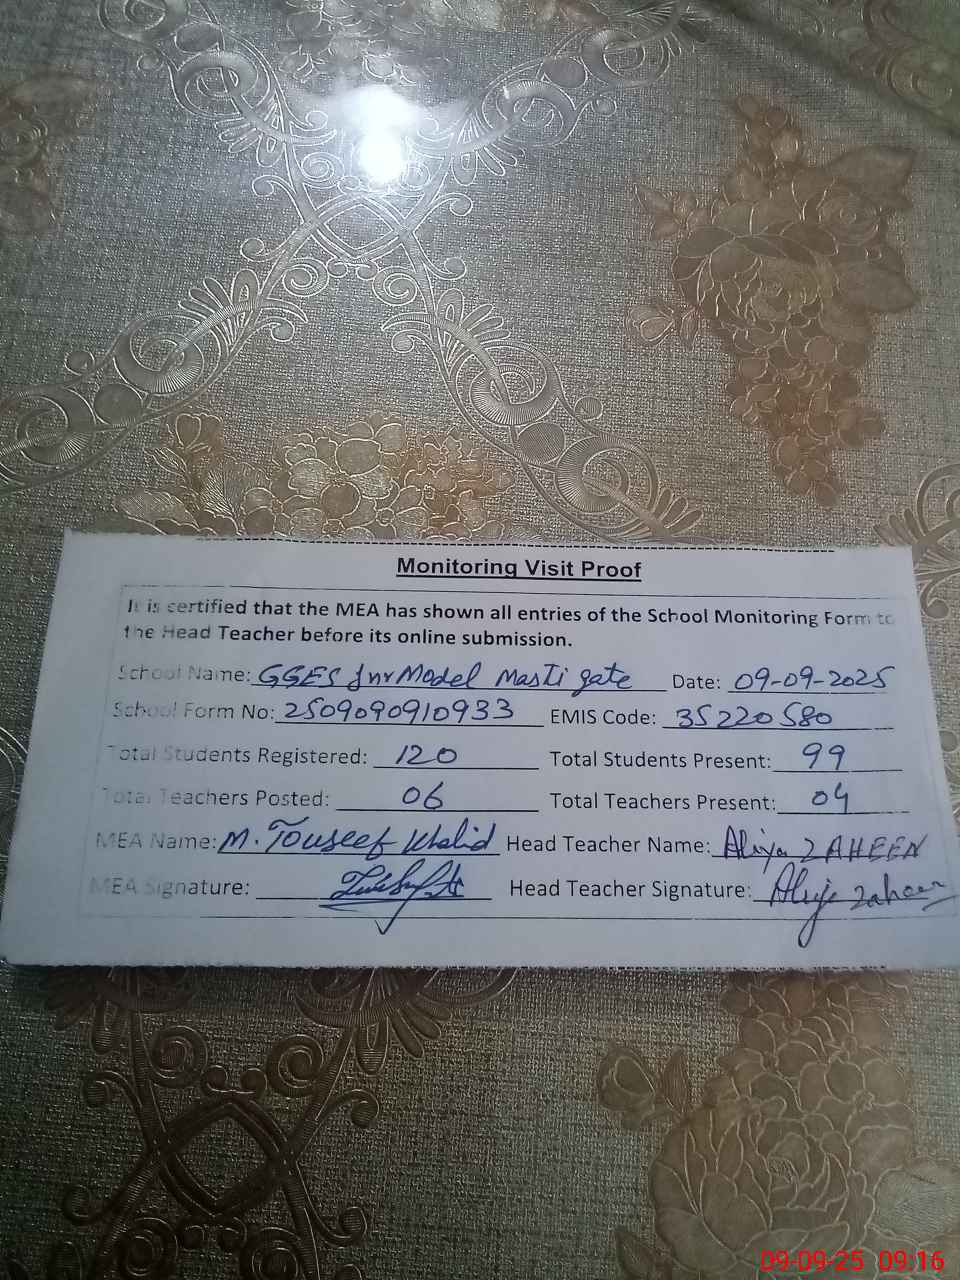 Monitoring Visit Proof
It is certified that the MEA has shown all entries of the School Monitoring Form to
the Head Teacher before its online submission.
School Name: GGES Jnr Model Masti gate Date: 09-09-2025
School Form No: 2509090910933 EMIS Code: 35220580
Total Students Registered: 120 Total Students Present: 99
Total Teachers Posted: 06 Total Teachers Present: 04
MEA Name: M. Touseef Khalid Head Teacher Name: Aliya ZAHEEN
MEA Signature: Head Teacher Signature: Aliya Zaheen
09-09-25 09:16